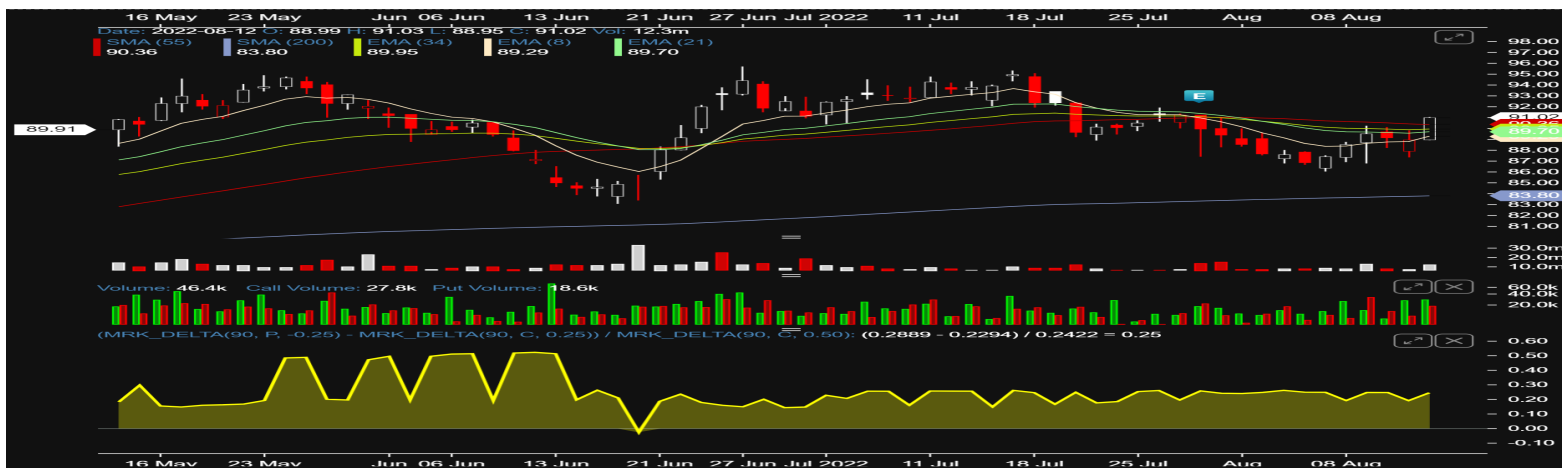 16 May 23 May Jun 06 Jun 13 Jun 21 Jun 27 Jun Jul 2022 11 Jul 18 Jul 25 Jul Aug 08 Aug
Date: 2022-08-12 O: 88.99 H: 91.03 L: 88.95 C: 91.02 Vol: 12.3m
SMA (55) SMA (200) EMA (34) EMA (8) EMA (21)
90.36 83.80 89.95 89.29 89.70
98.00
97.00
96.00
95.00
94.00
93.00
92.00
E
89.91
91.02
89.70
88.00
87.00
86.00
85.00
83.80
83.00
82.00
81.00
30.0m
20.0m
10.0m
Volume: 46.4k Call Volume: 27.8k Put Volume: 18.6k
60.0k
40.0k
20.0k
(MRK_DELTA(90, P, -0.25) - MRK_DELTA(90, C, 0.25)) / MRK_DELTA(90, C, 0.50): (0.2889 - 0.2294) / 0.2422 = 0.25
0.60
0.50
0.40
0.30
0.20
0.10
0.00
-0.10
16 May 23 May Jun 06 Jun 13 Jun 21 Jun 27 Jun Jul 2022 11 Jul 18 Jul 25 Jul Aug 08 Aug